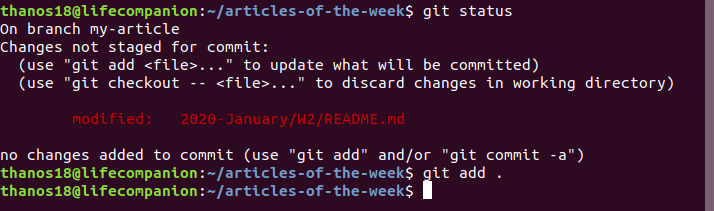 thanos18@lifecompanion:~/articles-of-the-week$ git status
On branch my-article
Changes not staged for commit:
  (use "git add <file>..." to update what will be committed)
  (use "git checkout -- <file>..." to discard changes in working directory)

        modified:   2020-January/W2/README.md

no changes added to commit (use "git add" and/or "git commit -a")
thanos18@lifecompanion:~/articles-of-the-week$ git add .
thanos18@lifecompanion:~/articles-of-the-week$